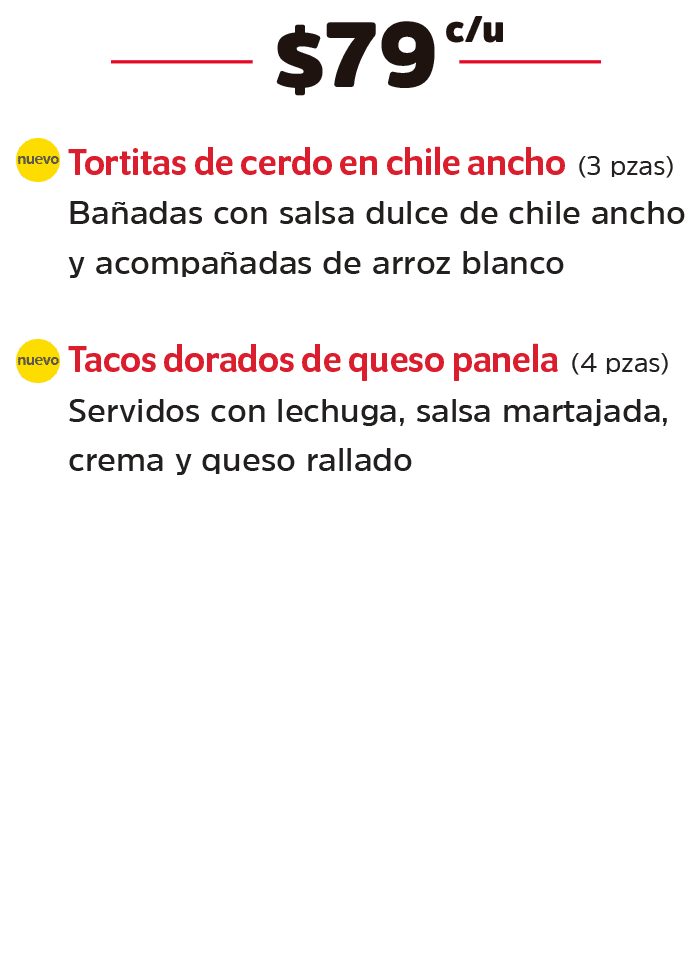 $79 c/u
nuevo Tortitas de cerdo en chile ancho (3 pzas)
Bañadas con salsa dulce de chile ancho
y acompañadas de arroz blanco
nuevo Tacos dorados de queso panela (4 pzas)
Servidos con lechuga, salsa martajada,
crema y queso rallado